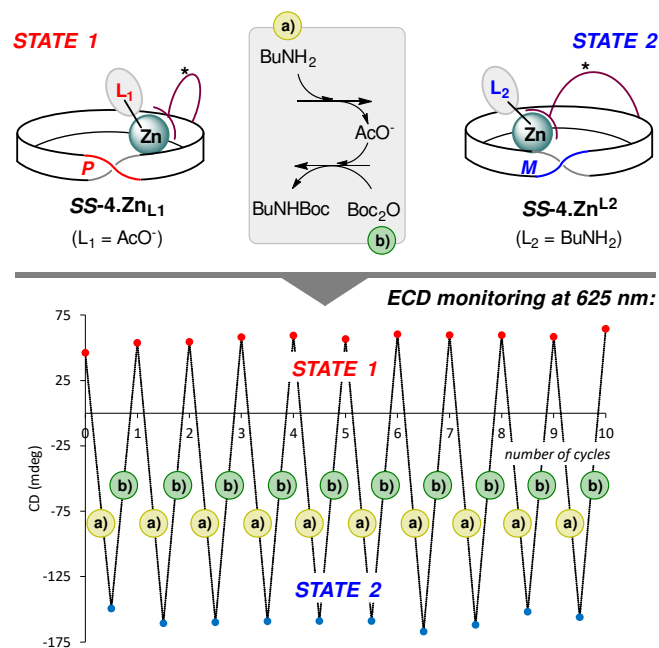 STATE 1
*
L1
Zn
P
SS-4.ZnL1
(L1 = AcO-)
a)
BuNH2
AcO-
BuNHBoc
Boc2O
b)
STATE 2
*
L2
Zn
M
SS-4.ZnL2
(L2 = BuNH2)
ECD monitoring at 625 nm:
75
25
-25
-75
-125
-175
CD (mdeg)
STATE 1
0 1 2 3 4 5 6 7 8 9 10
number of cycles
b) b) b) b) b) b) b) b) b) b)
a) a) a) a) a) a) a) a) a) a)
STATE 2